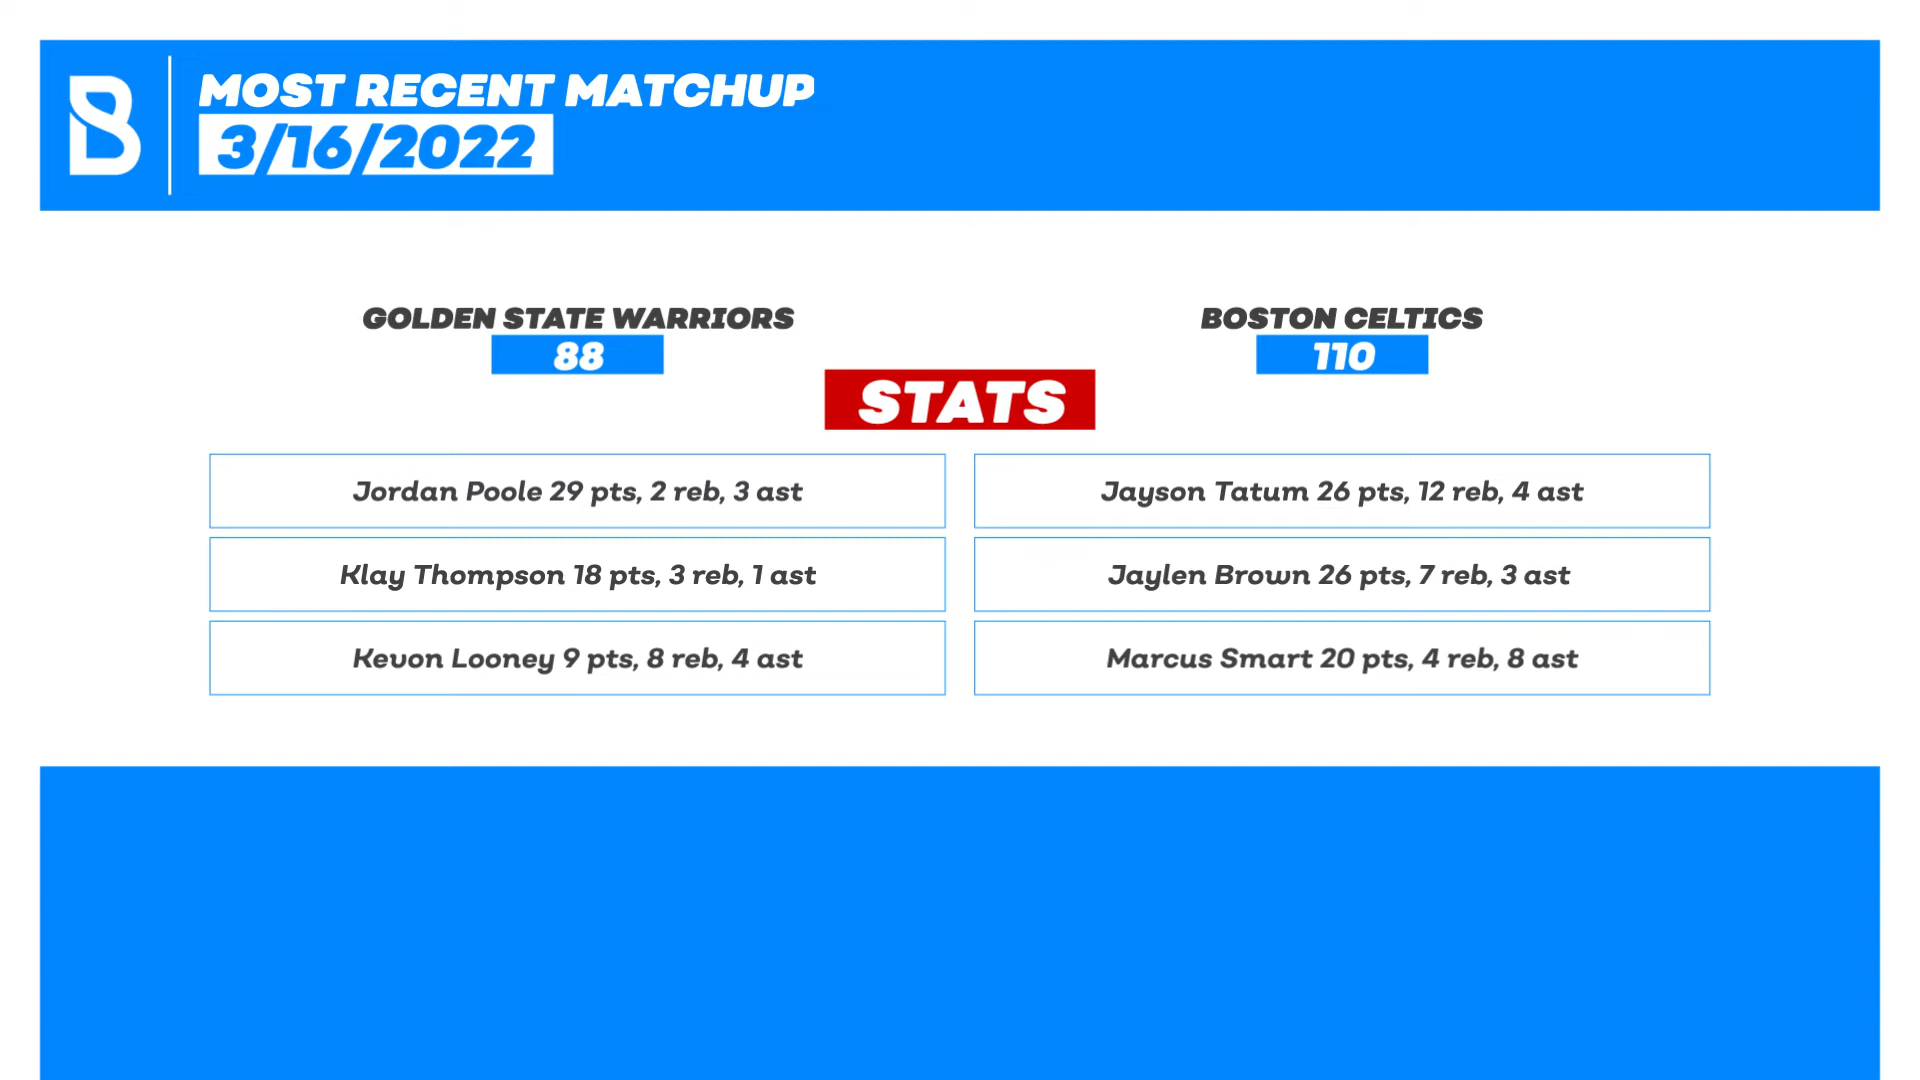 B
MOST RECENT MATCHUP
3/16/2022
GOLDEN STATE WARRIORS
88
BOSTON CELTICS
110
STATS
Jordan Poole 29 pts, 2 reb, 3 ast
Klay Thompson 18 pts, 3 reb, 1 ast
Kevon Looney 9 pts, 8 reb, 4 ast
Jayson Tatum 26 pts, 12 reb, 4 ast
Jaylen Brown 26 pts, 7 reb, 3 ast
Marcus Smart 20 pts, 4 reb, 8 ast